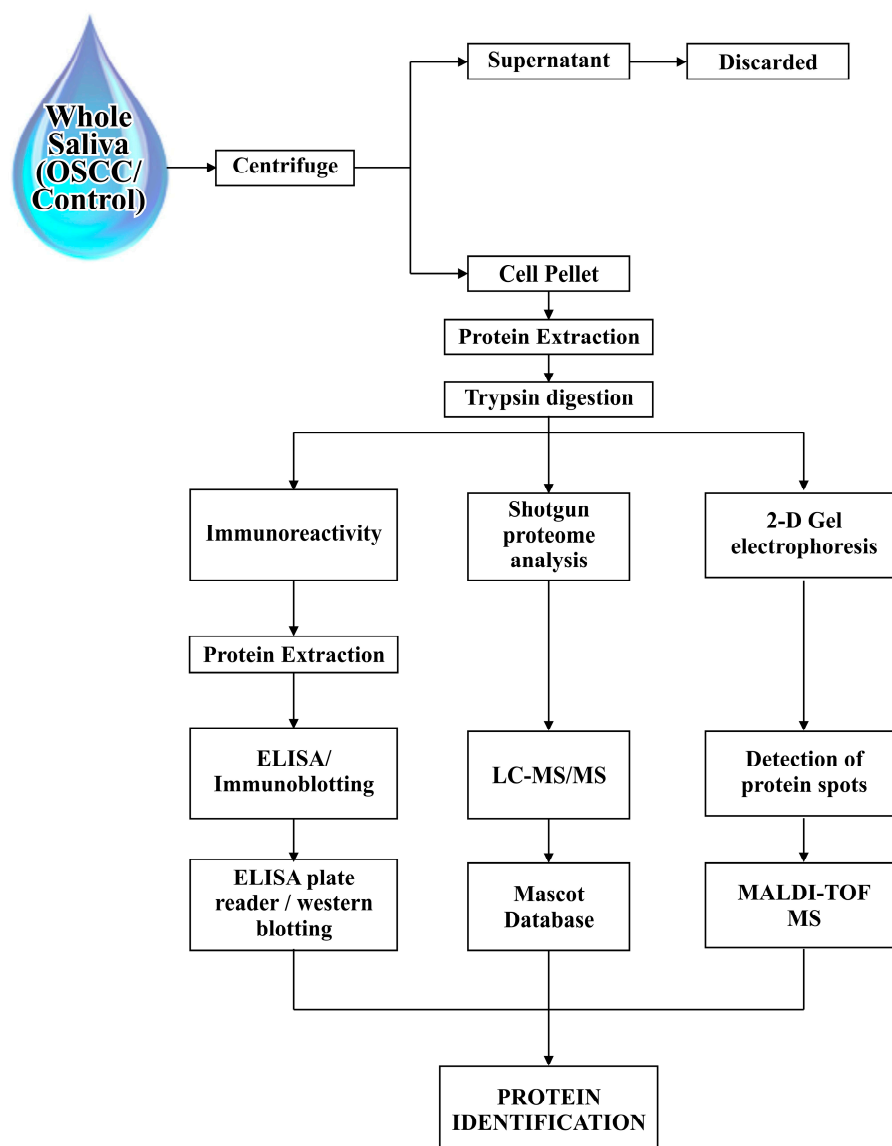 Whole
Saliva
(OSCC/
Control)
Centrifuge
Supernatant
Discarded
Cell Pellet
Protein Extraction
Trypsin digestion
Immunoreactivity
Protein Extraction
ELISA/
Immunoblotting
ELISA plate
reader / western
blotting
Shotgun
proteome
analysis
LC-MS/MS
Mascot
Database
2-D Gel
electrophoresis
Detection of
protein spots
MALDI-TOF
MS
PROTEIN
IDENTIFICATION